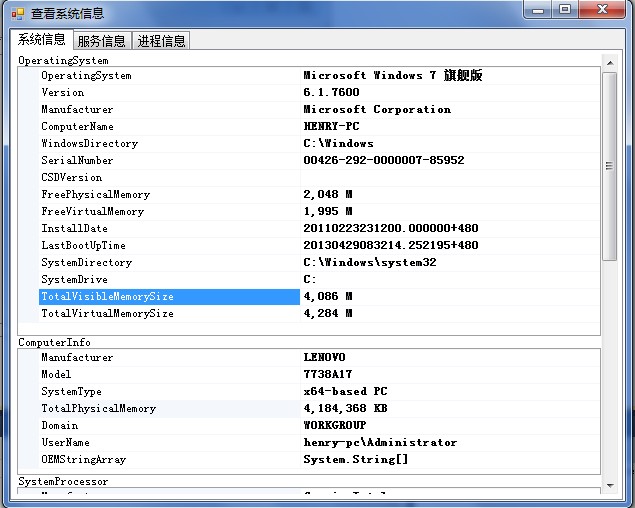 查看系统信息
系统信息 服务信息 进程信息
OperatingSystem
OperatingSystem Microsoft Windows 7 旗舰版
Version 6.1.7600
Manufacturer Microsoft Corporation
ComputerName HENRY-PC
WindowsDirectory C:\Windows
SerialNumber 00426-292-0000007-85952
CSDVersion
FreePhysicalMemory 2,048 M
FreeVirtualMemory 1,995 M
InstallDate 20110223231200.000000+480
LastBootUpTime 20130429083214.252195+480
SystemDirectory C:\Windows\system32
SystemDrive C:
TotalVisibleMemorySize 4,086 M
TotalVirtualMemorySize 4,284 M
ComputerInfo
Manufacturer LENOVO
Model 7738A17
SystemType x64-based PC
TotalPhysicalMemory 4,184,368 KB
Domain WORKGROUP
UserName henry-pc\Administrator
OEMStringArray System.String[]
SystemProcessor